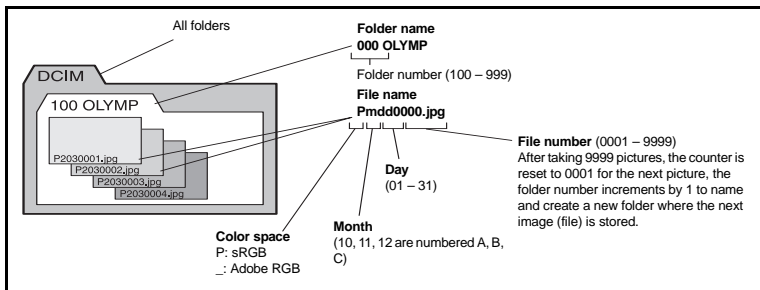 All folders
Folder name
000 OLYMP
Folder number (100 – 999)
File name
Pmdd0000.jpg
DCIM
100 OLYMP
P2030001.jpg
P2030002.jpg
P2030003.jpg
P2030004.jpg
File number (0001 – 9999)
After taking 9999 pictures, the counter is
reset to 0001 for the next picture, the
folder number increments by 1 to name
and create a new folder where the next
image (file) is stored.
Day
(01 – 31)
Month
(10, 11, 12 are numbered A, B,
C)
Color space
P: sRGB
_: Adobe RGB